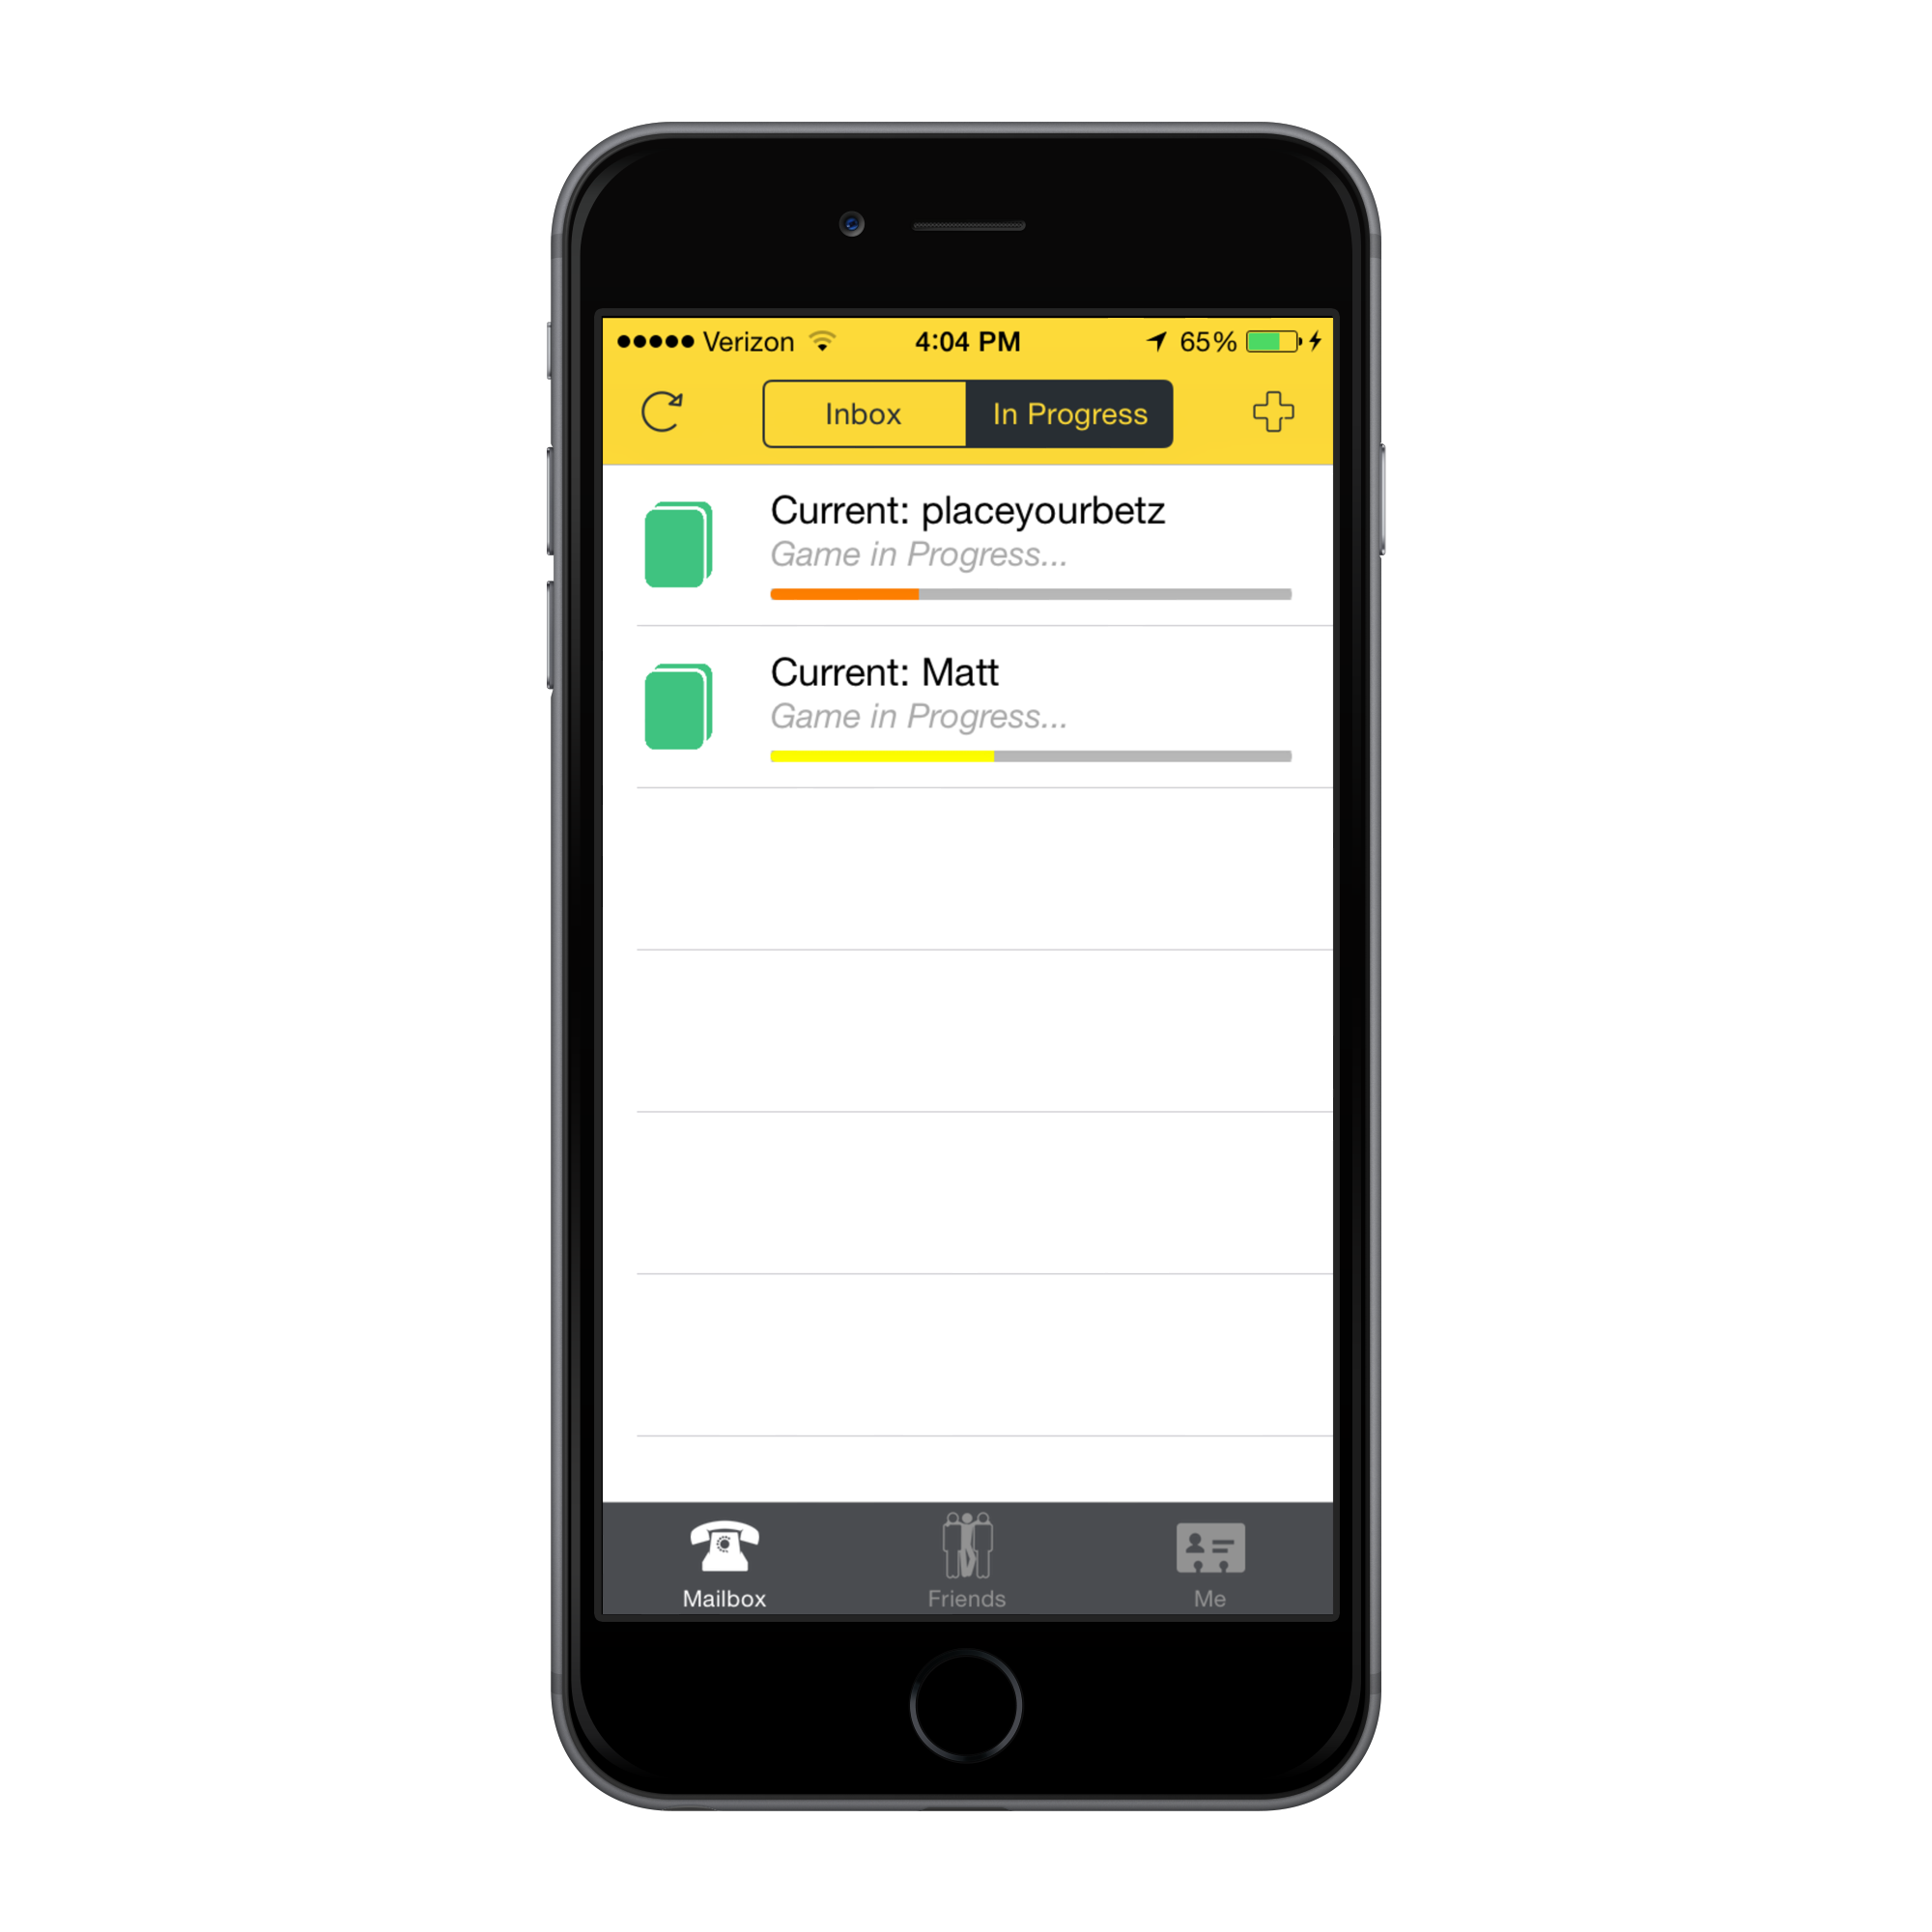 Verizon 4:04 PM 65%
Inbox In Progress
Current: placeyourbetz
Game in Progress...
Current: Matt
Game in Progress...
Mailbox Friends Me